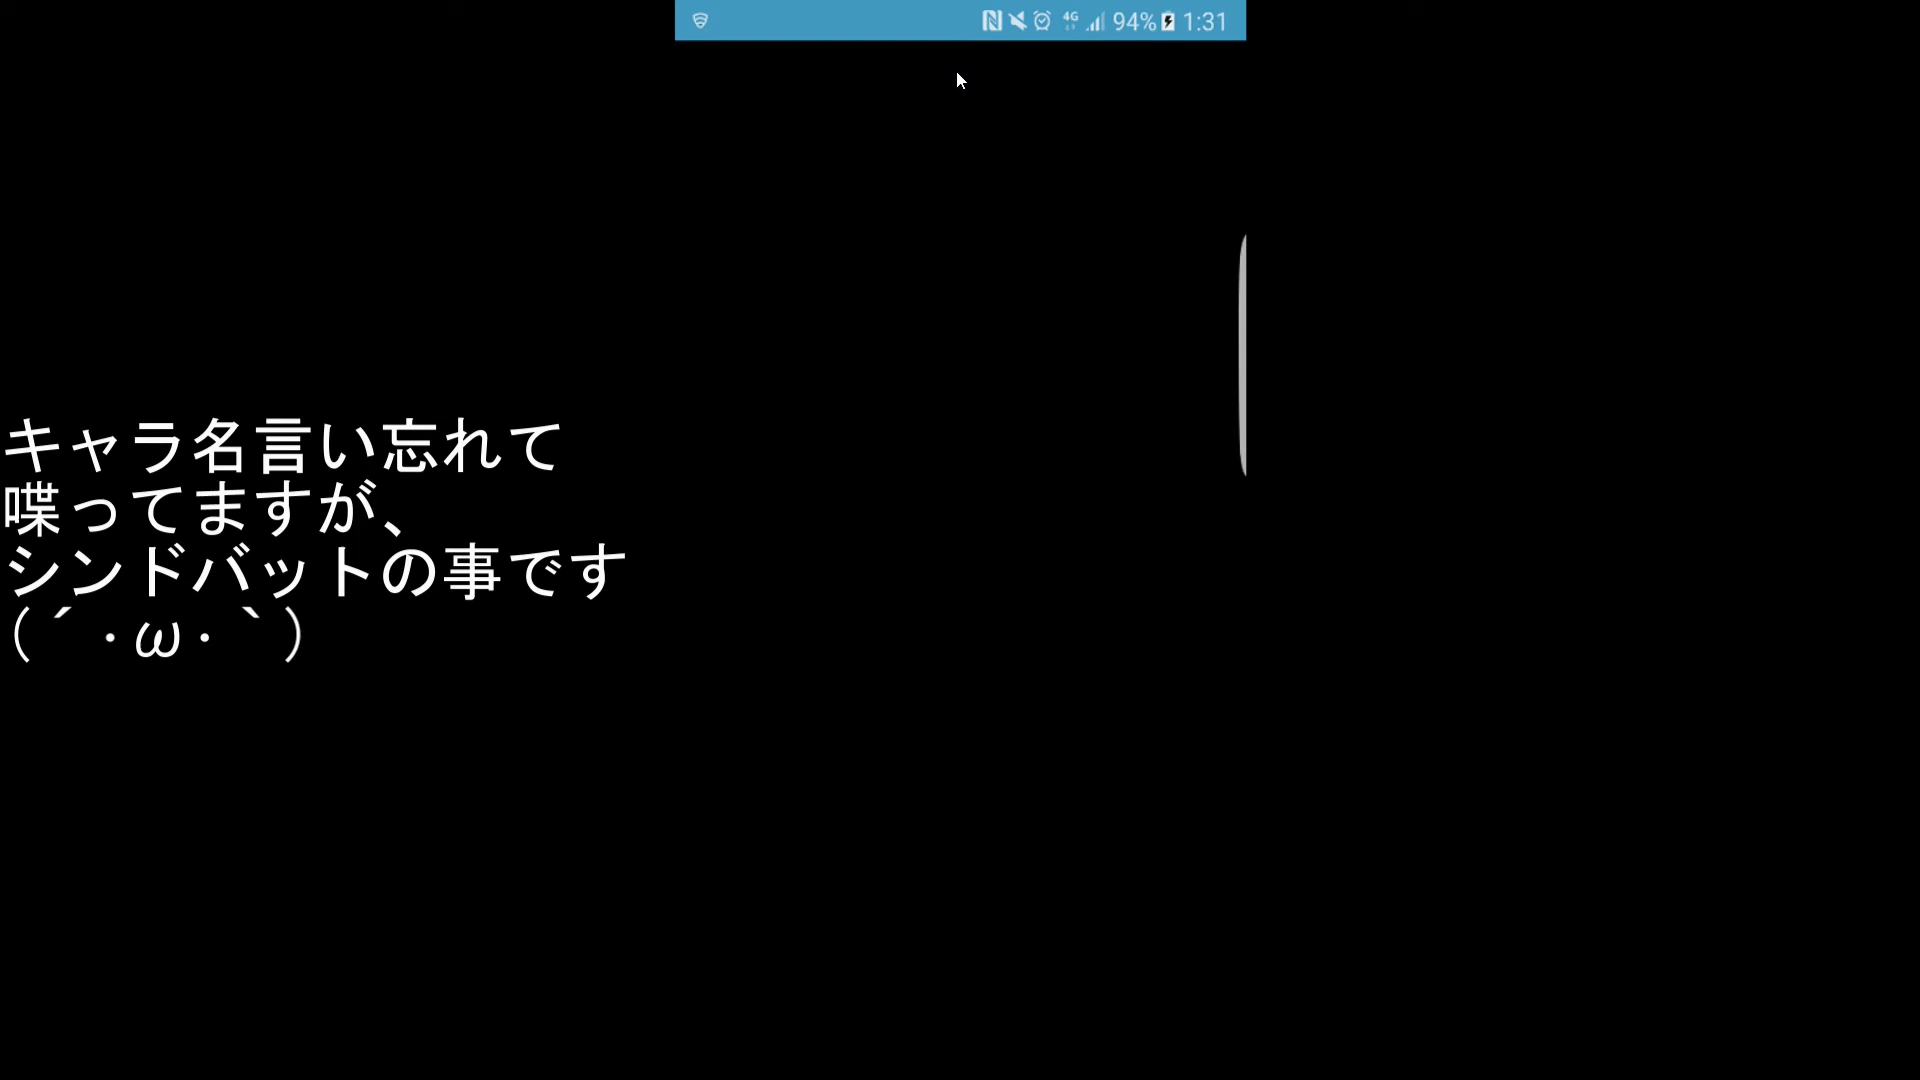 4G 94% 1:31
キャラ名言い忘れて
喋ってますが、
シンドバットの事です
(´・ω・｀)